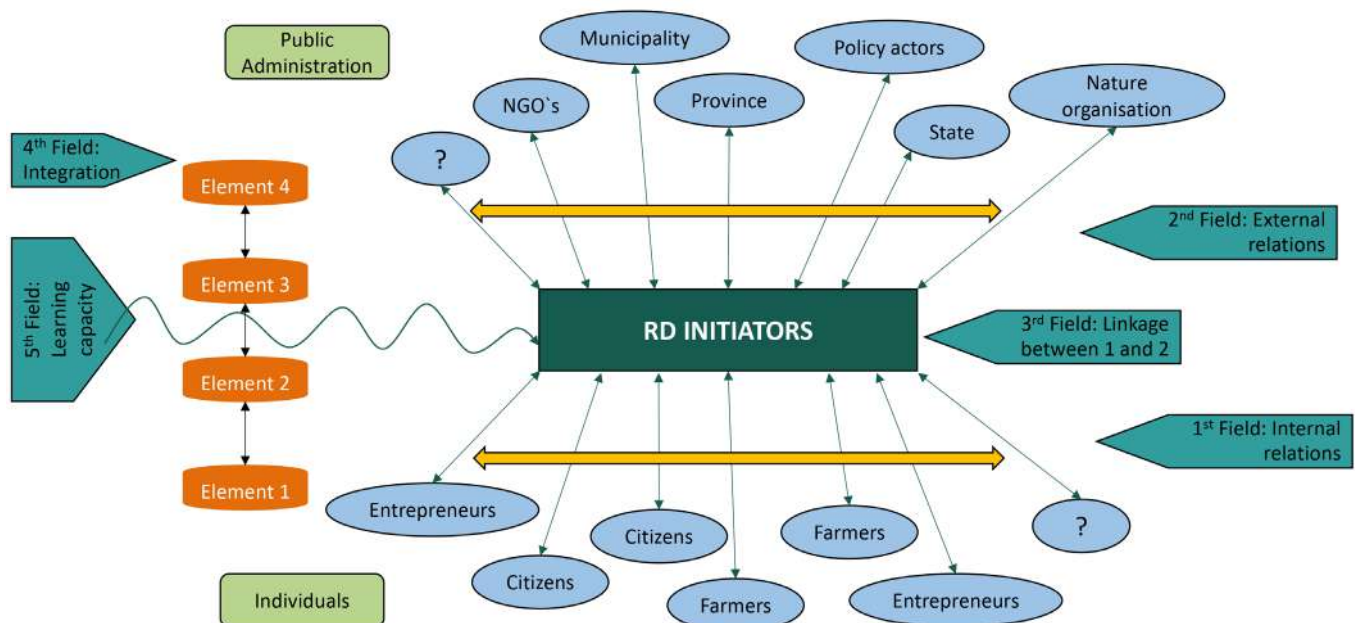 Public
Administration
Municipality
Policy actors
NGO`s
Province
Nature
organisation
State
?
4th Field:
Integration
Element 4
2nd Field: External
relations
Element 3
5th Field:
Learning
capacity
RD INITIATORS
3rd Field: Linkage
between 1 and 2
Element 2
1st Field: Internal
relations
Element 1
Entrepreneurs
Citizens
Farmers
?
Citizens
Farmers
Entrepreneurs
Individuals